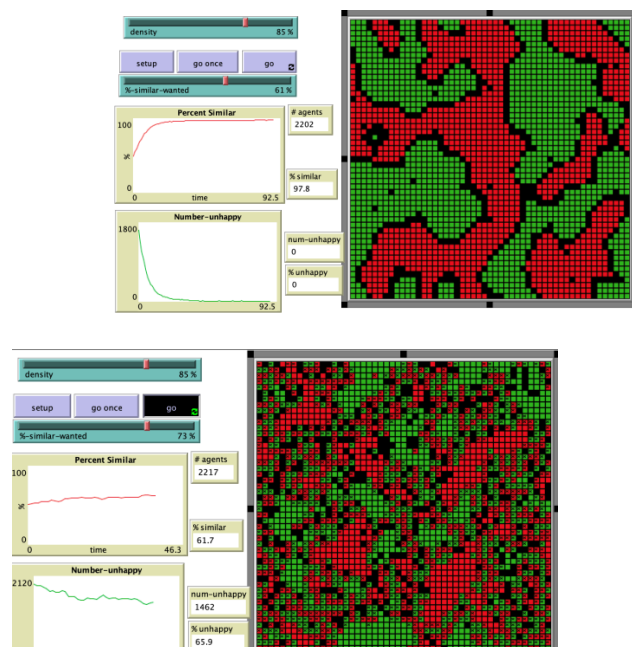 density 85 %
setup go once go
%-similar-wanted 61 %
Percent Similar
100
%
0
0 time 92.5
# agents
2202
% similar
97.8
Number-unhappy
1800
0
0 92.5
num-unhappy
0
% unhappy
0
density 85 %
setup go once go
%-similar-wanted 73 %
Percent Similar
100
%
0
0 time 46.3
# agents
2217
% similar
61.7
Number-unhappy
2120
num-unhappy
1462
% unhappy
65.9